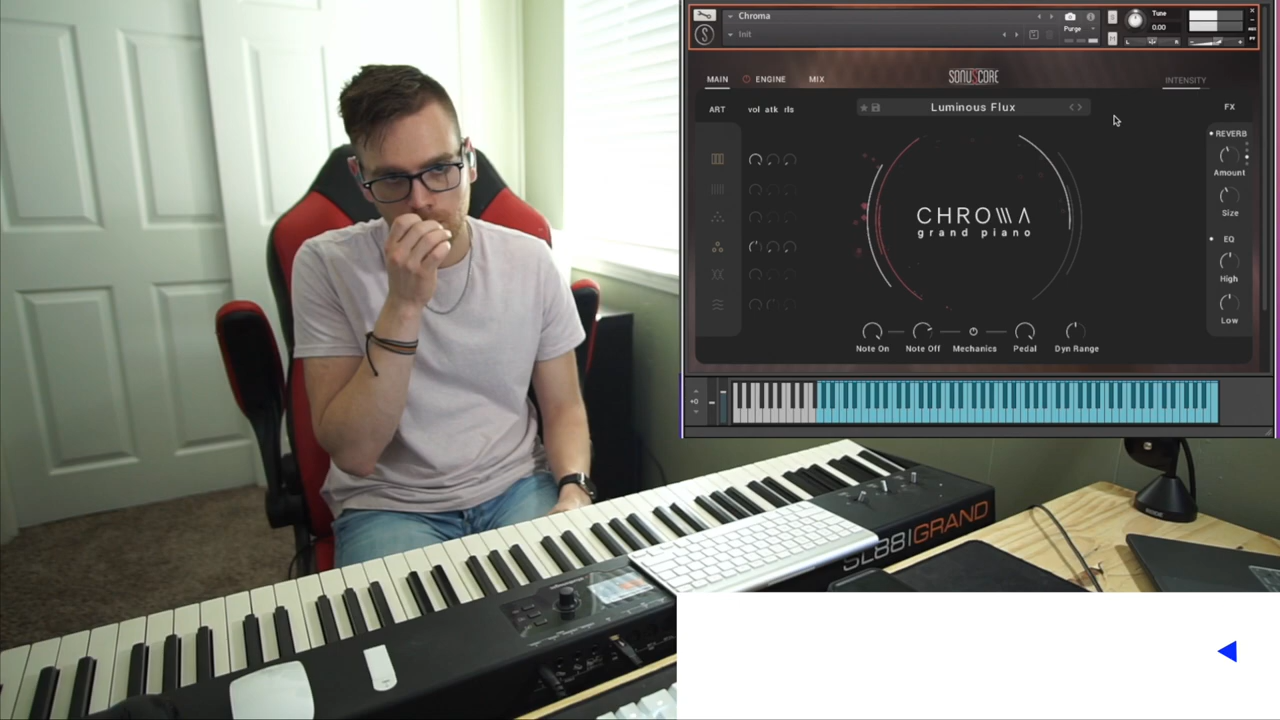 Chroma
Tune
Purge
0.00
Init
L R
MAIN ENGINE MIX
SONUSCORE
INTENSITY
ART vol atk rls
Luminous Flux
FX
REVERB
Amount
CHROMA
grand piano
Size
EQ
High
Low
Note On Note Off Mechanics Pedal Dyn Range
+0
SL88|GRAND